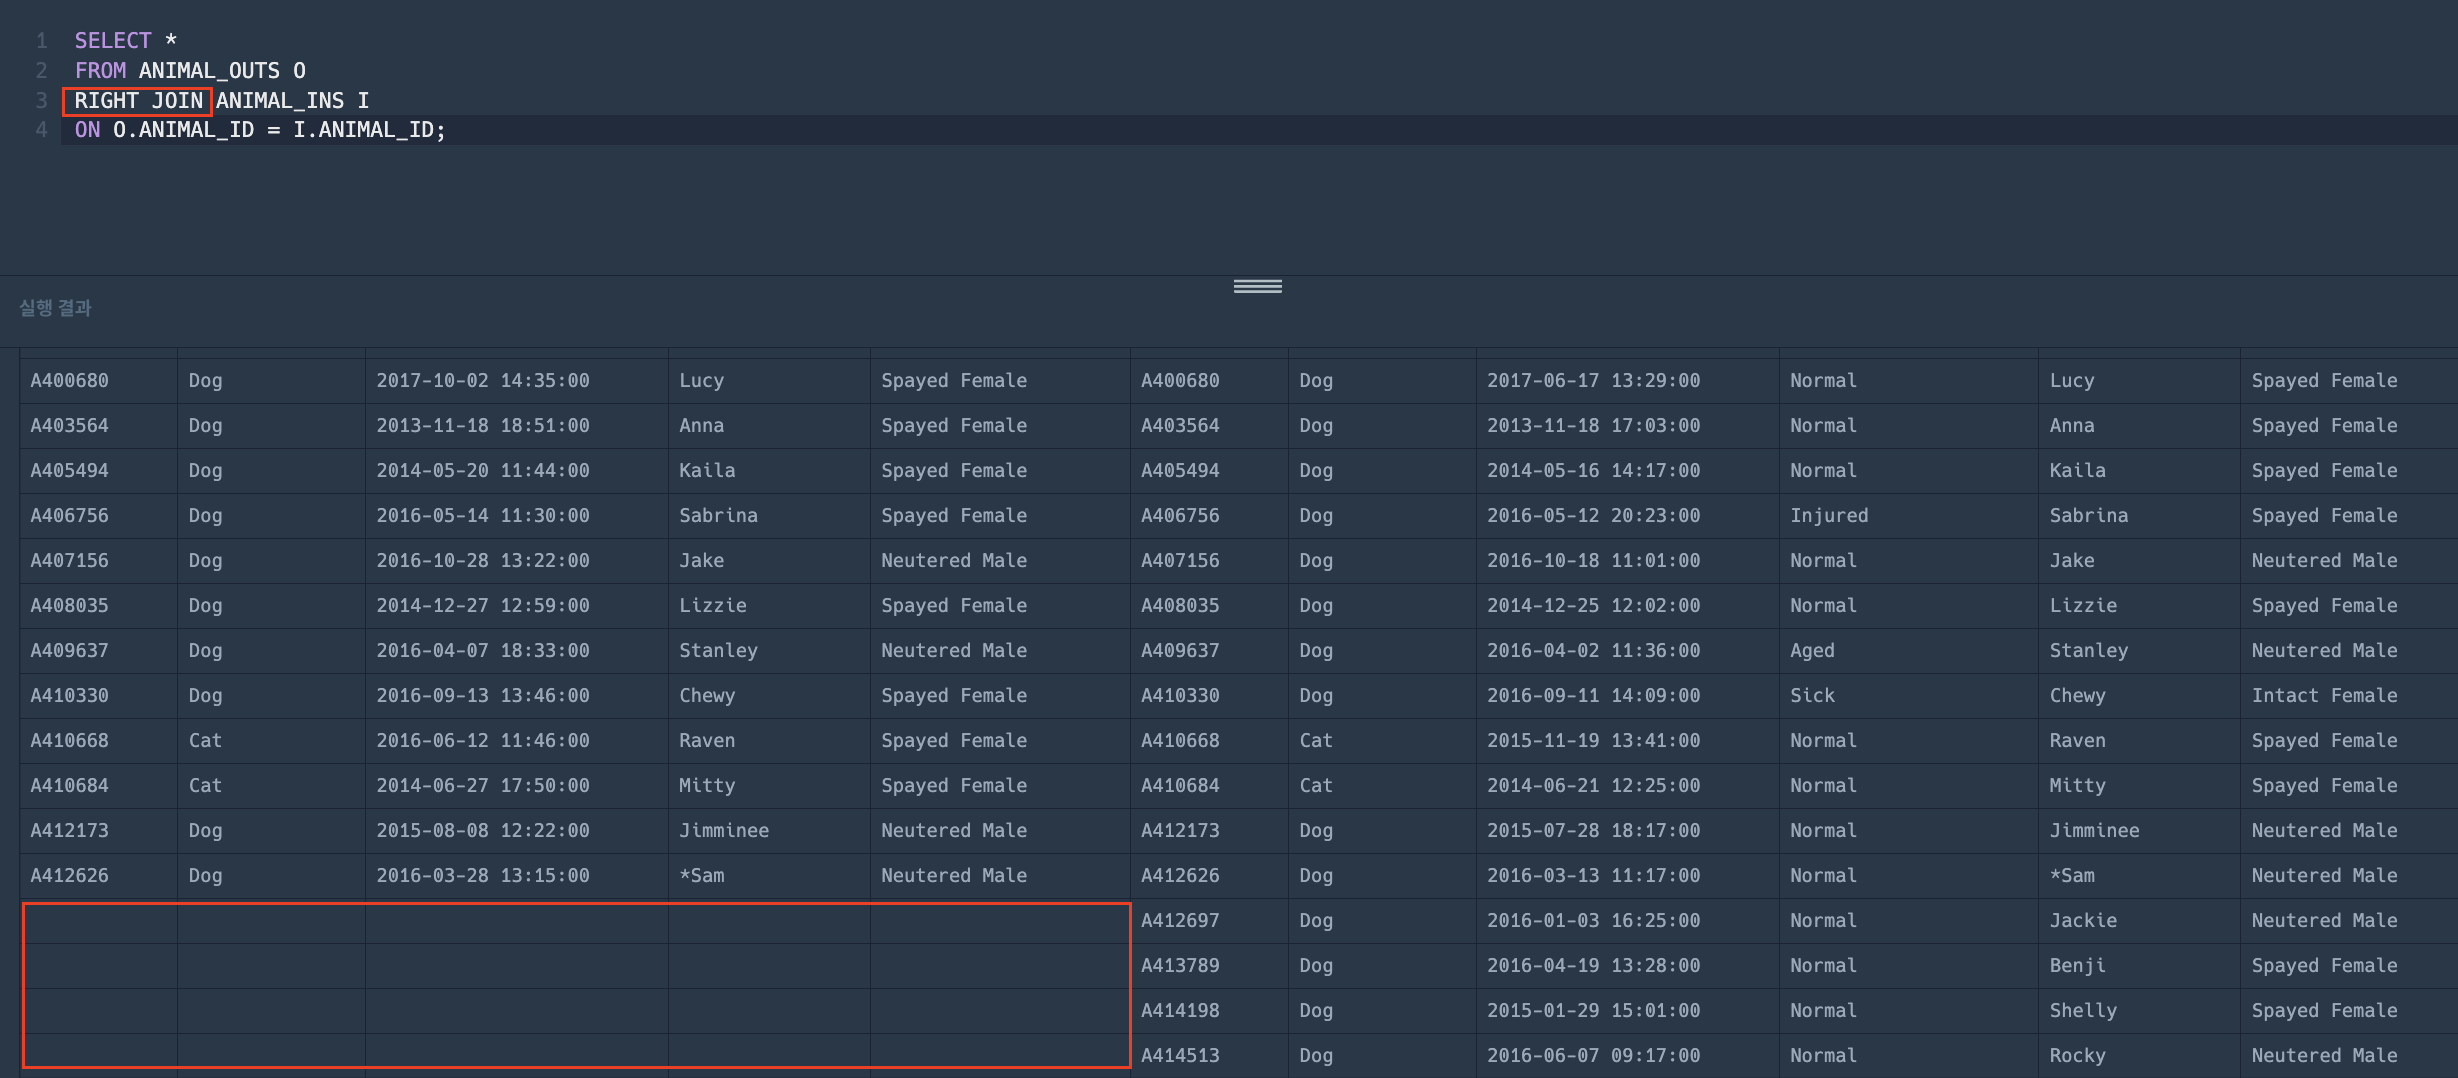 1 SELECT *
2 FROM ANIMAL_OUTS O
3 RIGHT JOIN ANIMAL_INS I
4 ON O.ANIMAL_ID = I.ANIMAL_ID;
실행 결과
A400680 Dog 2017-10-02 14:35:00 Lucy Spayed Female A400680 Dog 2017-06-17 13:29:00 Normal Lucy Spayed Female
A403564 Dog 2013-11-18 18:51:00 Anna Spayed Female A403564 Dog 2013-11-18 17:03:00 Normal Anna Spayed Female
A405494 Dog 2014-05-20 11:44:00 Kaila Spayed Female A405494 Dog 2014-05-16 14:17:00 Normal Kaila Spayed Female
A406756 Dog 2016-05-14 11:30:00 Sabrina Spayed Female A406756 Dog 2016-05-12 20:23:00 Injured Sabrina Spayed Female
A407156 Dog 2016-10-28 13:22:00 Jake Neutered Male A407156 Dog 2016-10-18 11:01:00 Normal Jake Neutered Male
A408035 Dog 2014-12-27 12:59:00 Lizzie Spayed Female A408035 Dog 2014-12-25 12:02:00 Normal Lizzie Spayed Female
A409637 Dog 2016-04-07 18:33:00 Stanley Neutered Male A409637 Dog 2016-04-02 11:36:00 Aged Stanley Neutered Male
A410330 Dog 2016-09-13 13:46:00 Chewy Spayed Female A410330 Dog 2016-09-11 14:09:00 Sick Chewy Intact Female
A410668 Cat 2016-06-12 11:46:00 Raven Spayed Female A410668 Cat 2015-11-19 13:41:00 Normal Raven Spayed Female
A410684 Cat 2014-06-27 17:50:00 Mitty Spayed Female A410684 Cat 2014-06-21 12:25:00 Normal Mitty Spayed Female
A412173 Dog 2015-08-08 12:22:00 Jimminee Neutered Male A412173 Dog 2015-07-28 18:17:00 Normal Jimminee Neutered Male
A412626 Dog 2016-03-28 13:15:00 *Sam Neutered Male A412626 Dog 2016-03-13 11:17:00 Normal *Sam Neutered Male
A412697 Dog 2016-01-03 16:25:00 Normal Jackie Neutered Male
A413789 Dog 2016-04-19 13:28:00 Normal Benji Spayed Female
A414198 Dog 2015-01-29 15:01:00 Normal Shelly Spayed Female
A414513 Dog 2016-06-07 09:17:00 Normal Rocky Neutered Male